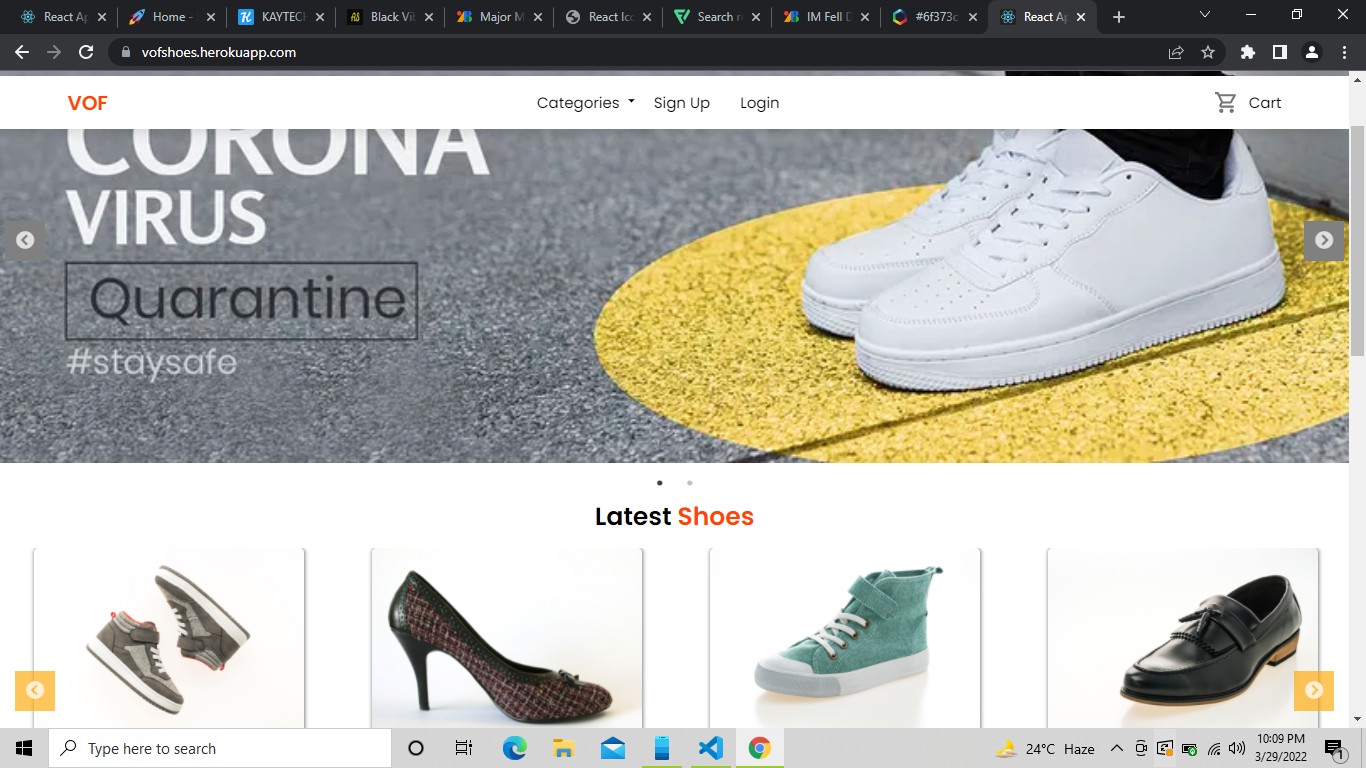 React Ap
Home -
KAYTECH
Black Vi
Major M
React Ico
Search r
IM Fell D
#6f373c
React Ap
vofshoes.herokuapp.com
VOF
Categories
Sign Up
Login
Cart
CORONA
VIRUS
Quarantine
#staysafe
Latest Shoes
Type here to search
24°C Haze
10:09 PM
3/29/2022
1